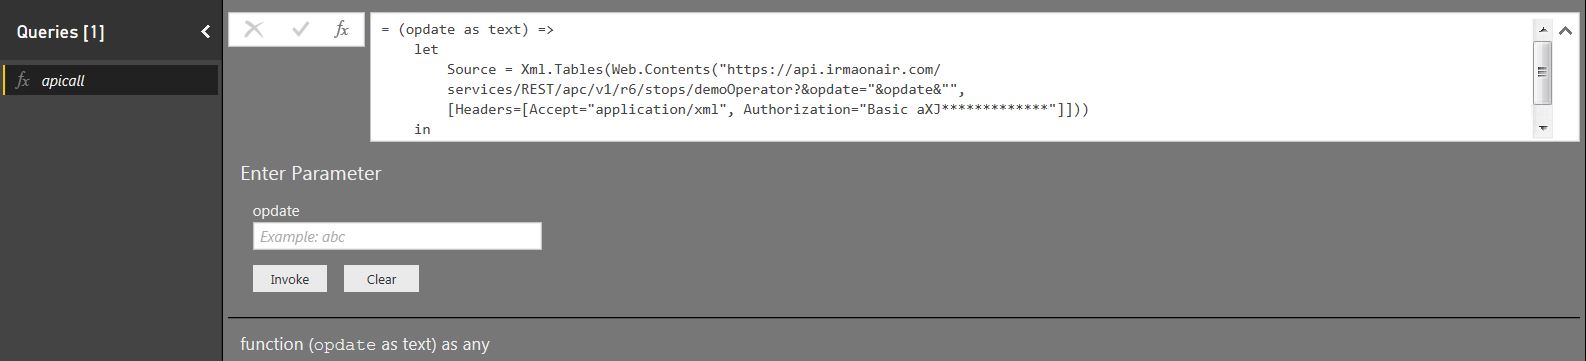 Queries [1]
fx apicall
fx
= (opdate as text) =>
let
Source = Xml.Tables(Web.Contents("https://api.irmaonair.com/
services/REST/apc/v1/r6/stops/demoOperator?&opdate="&opdate&"",
[Headers=[Accept="application/xml", Authorization="Basic aXJ*************"]]))
in
Enter Parameter
opdate
Example: abc
Invoke Clear
function (opdate as text) as any